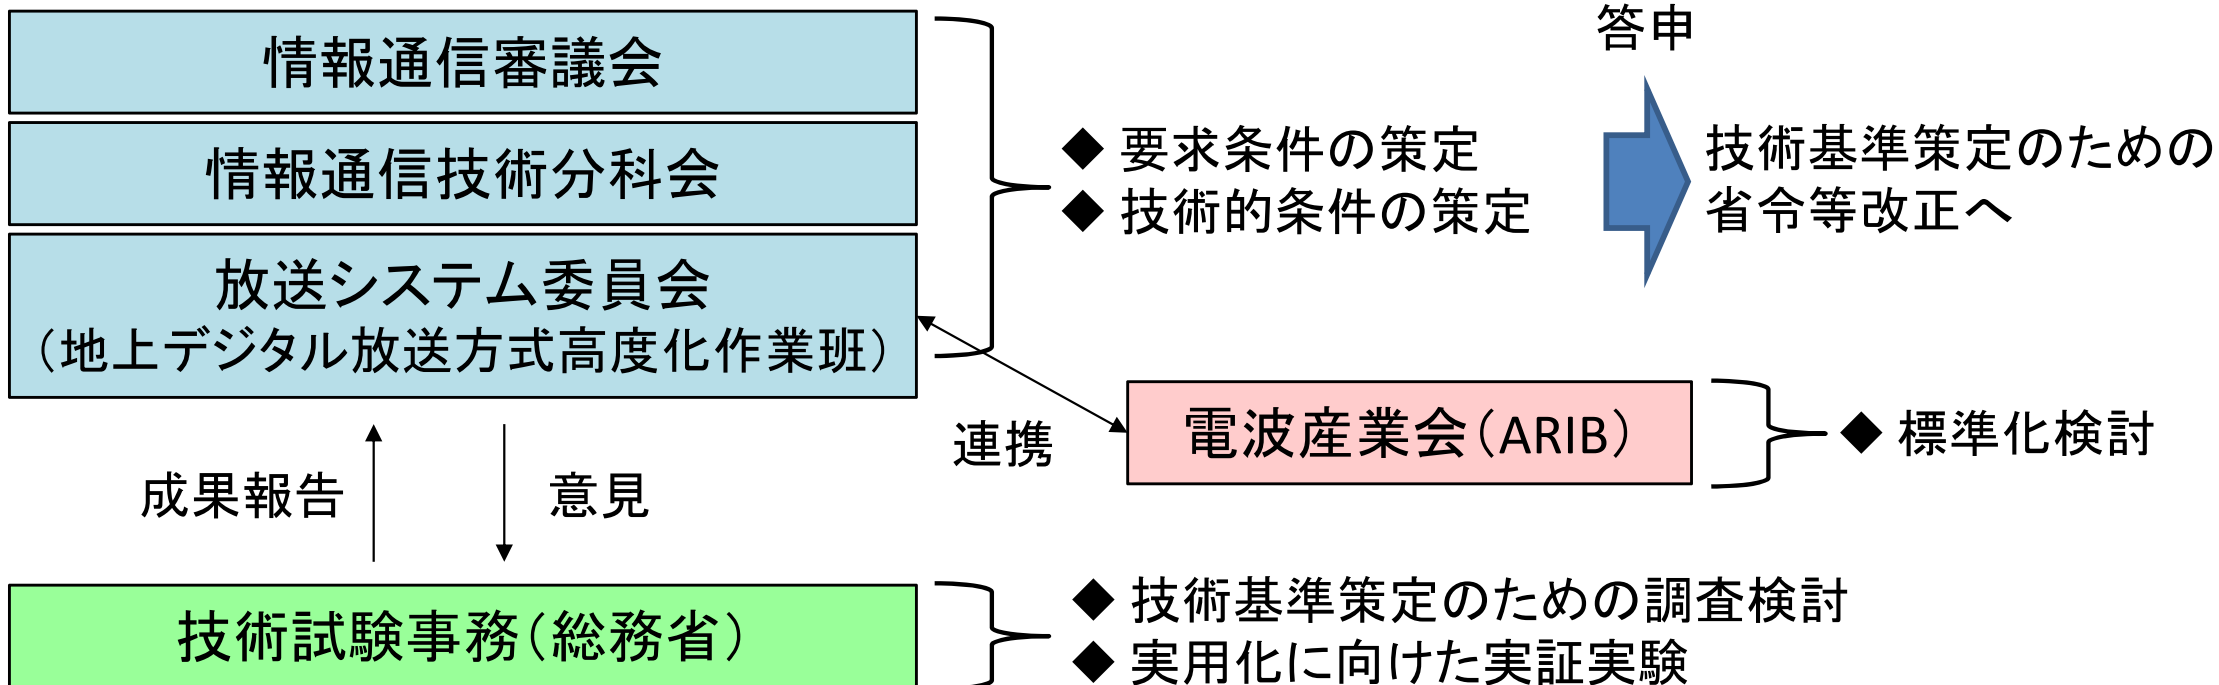 情報通信審議会
情報通信技術分科会
放送システム委員会
（地上デジタル放送方式高度化作業班）
◆ 要求条件の策定
◆ 技術的条件の策定
答申
技術基準策定のための
省令等改正へ
連携
電波産業会（ARIB）
◆ 標準化検討
成果報告
意見
技術試験事務（総務省）
◆ 技術基準策定のための調査検討
◆ 実用化に向けた実証実験